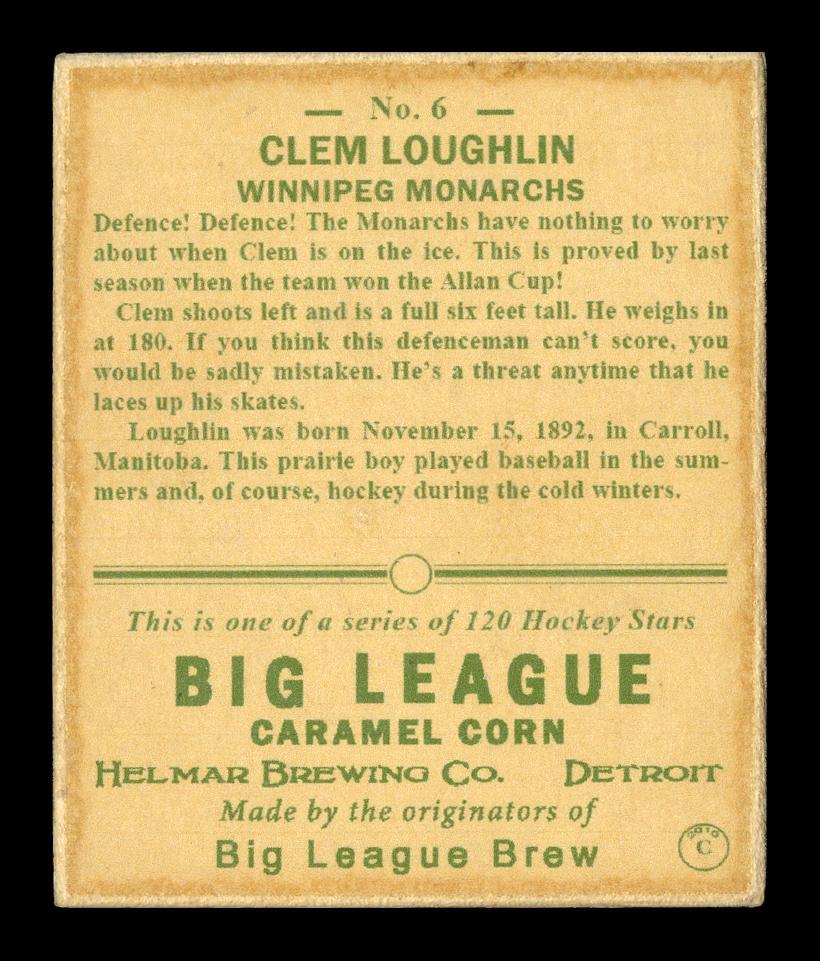 — No. 6 —
CLEM LOUGHLIN
WINNIPEG MONARCHS
Defence! Defence! The Monarchs have nothing to worry
about when Clem is on the ice. This is proved by last
season when the team won the Allan Cup!
Clem shoots left and is a full six feet tall. He weighs in
at 180. If you think this defenceman can't score, you
would be sadly mistaken. He's a threat anytime that he
laces up his skates.
Loughlin was born November 15, 1892, in Carroll,
Manitoba. This prairie boy played baseball in the sum-
mers and, of course, hockey during the cold winters.
This is one of a series of 120 Hockey Stars
BIG LEAGUE
CARAMEL CORN
HELMAR BREWING CO. DETROIT
Made by the originators of
Big League Brew
2010
C